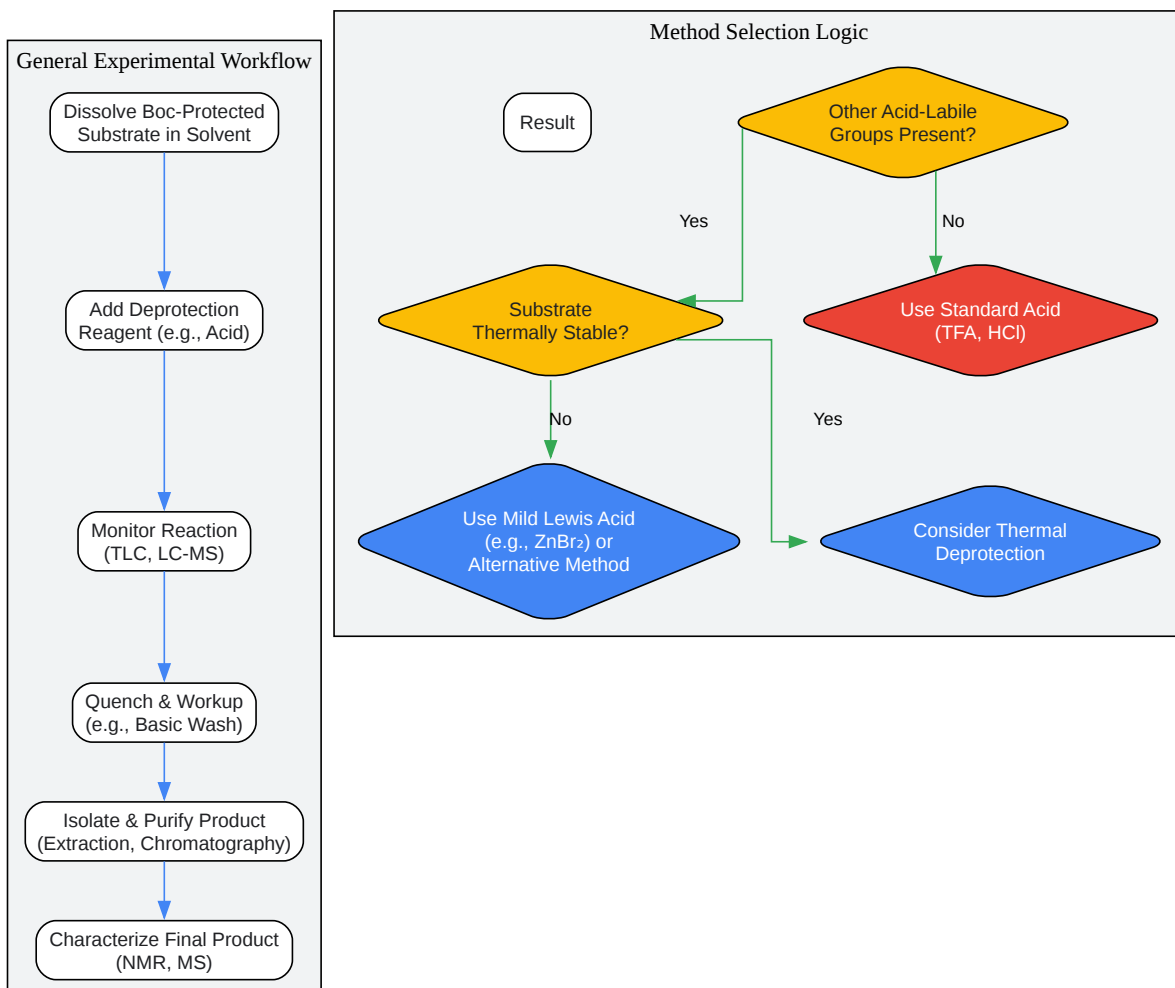 General Experimental Workflow
Dissolve Boc-Protected
Substrate in Solvent
Add Deprotection
Reagent (e.g., Acid)
Monitor Reaction
(TLC, LC-MS)
Quench & Workup
(e.g., Basic Wash)
Isolate & Purify Product
(Extraction, Chromatography)
Characterize Final Product
(NMR, MS)
Method Selection Logic
Result
Other Acid-Labile
Groups Present?
Yes
No
Substrate
Thermally Stable?
Use Standard Acid
(TFA, HCl)
No
Yes
Use Mild Lewis Acid
(e.g., ZnBr₂) or
Alternative Method
Consider Thermal
Deprotection